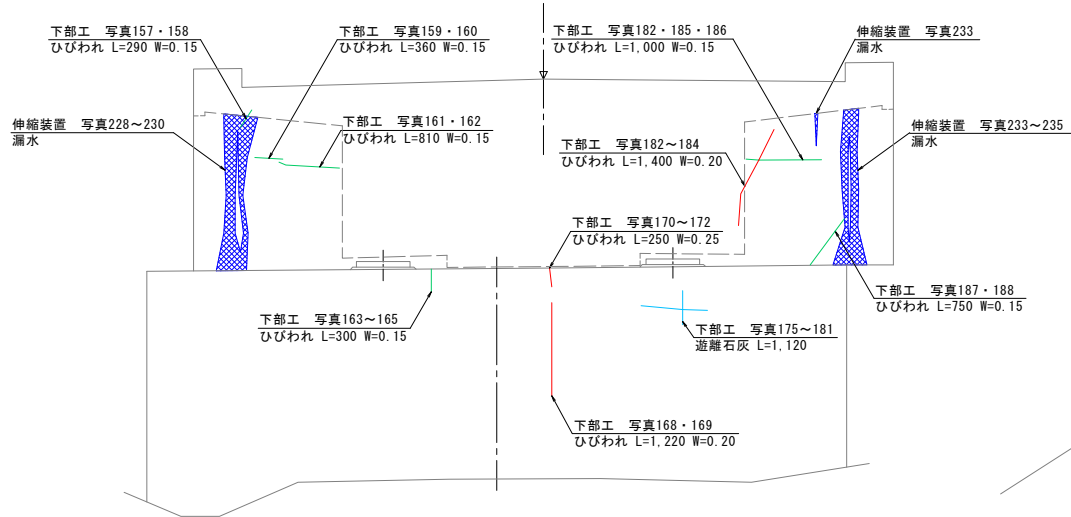 下部工 写真157・158
ひびわれ L=290 W=0.15
下部工 写真159・160
ひびわれ L=360 W=0.15
下部工 写真182・185・186
ひびわれ L=1,000 W=0.15
伸縮装置 写真233
漏水
伸縮装置 写真228～230
漏水
下部工 写真161・162
ひびわれ L=810 W=0.15
下部工 写真182～184
ひびわれ L=1,400 W=0.20
伸縮装置 写真233～235
漏水
下部工 写真170～172
ひびわれ L=250 W=0.25
下部工 写真187・188
ひびわれ L=750 W=0.15
下部工 写真163～165
ひびわれ L=300 W=0.15
下部工 写真175～181
遊離石灰 L=1,120
下部工 写真168・169
ひびわれ L=1,220 W=0.20